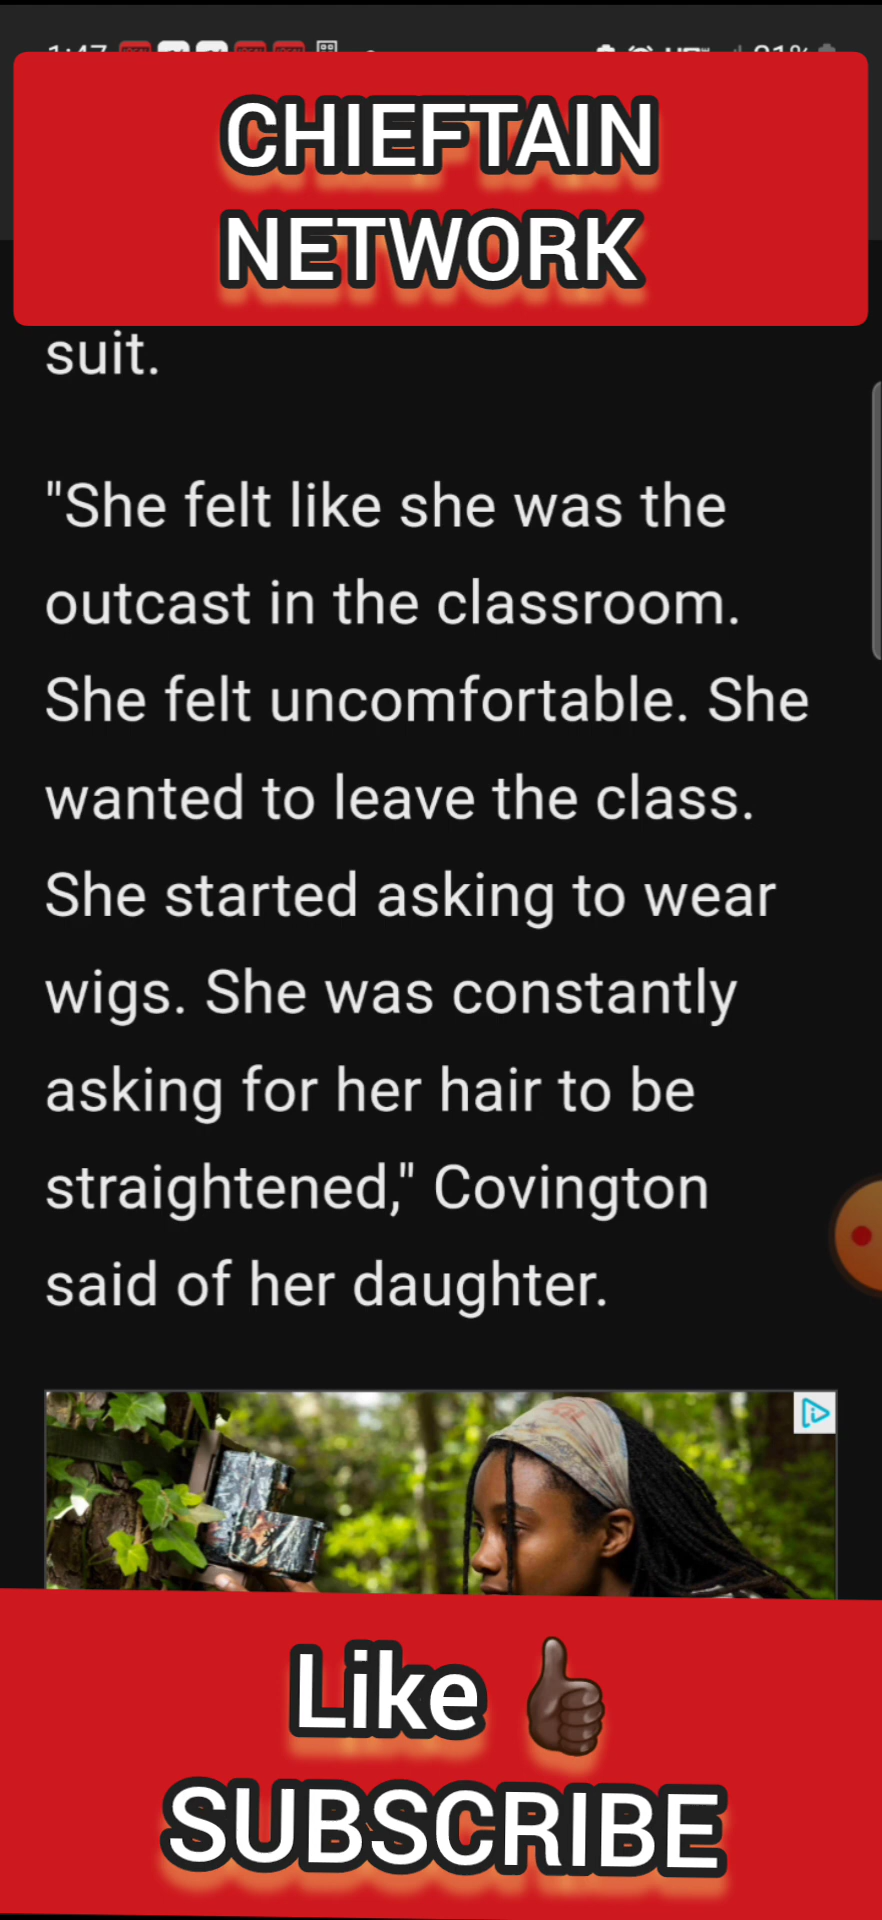 CHIEFTAIN
NETWORK
suit.
"She felt like she was the
outcast in the classroom.
She felt uncomfortable. She
wanted to leave the class.
She started asking to wear
wigs. She was constantly
asking for her hair to be
straightened," Covington
said of her daughter.
Like 👍🏿
SUBSCRIBE